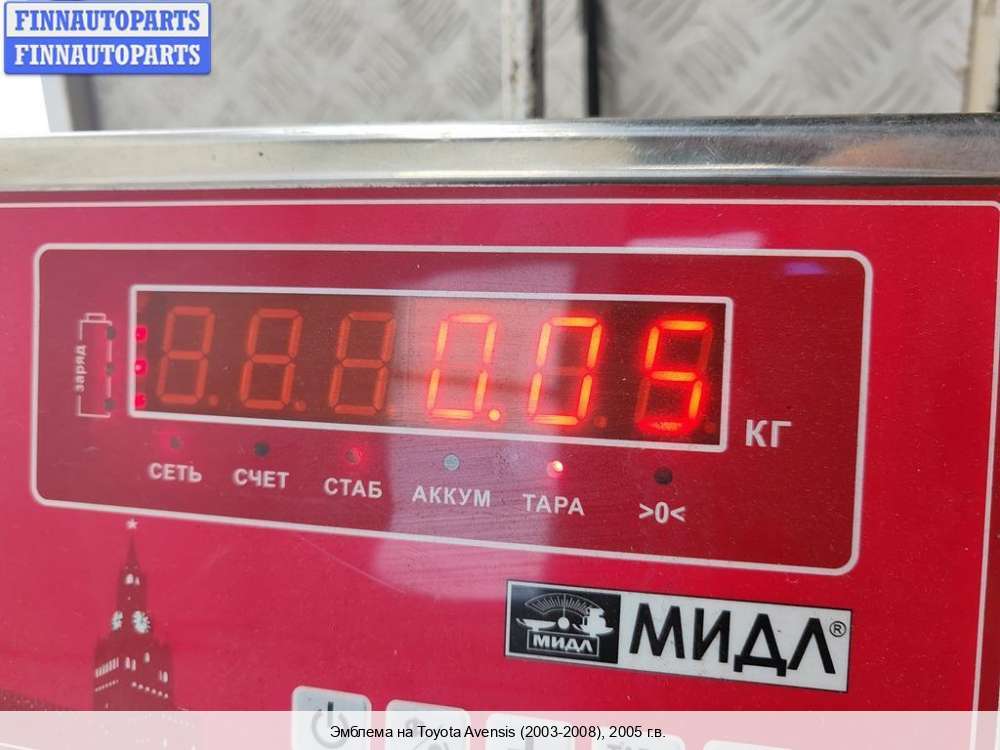 FINNAUTOPARTS
FINNAUTOPARTS
заряд
0.05
КГ
СЕТЬ СЧЕТ СТАБ АККУМ ТАРА >0<
МИДЛ МИДЛ®
Эмблема на Toyota Avensis (2003-2008), 2005 г.в.